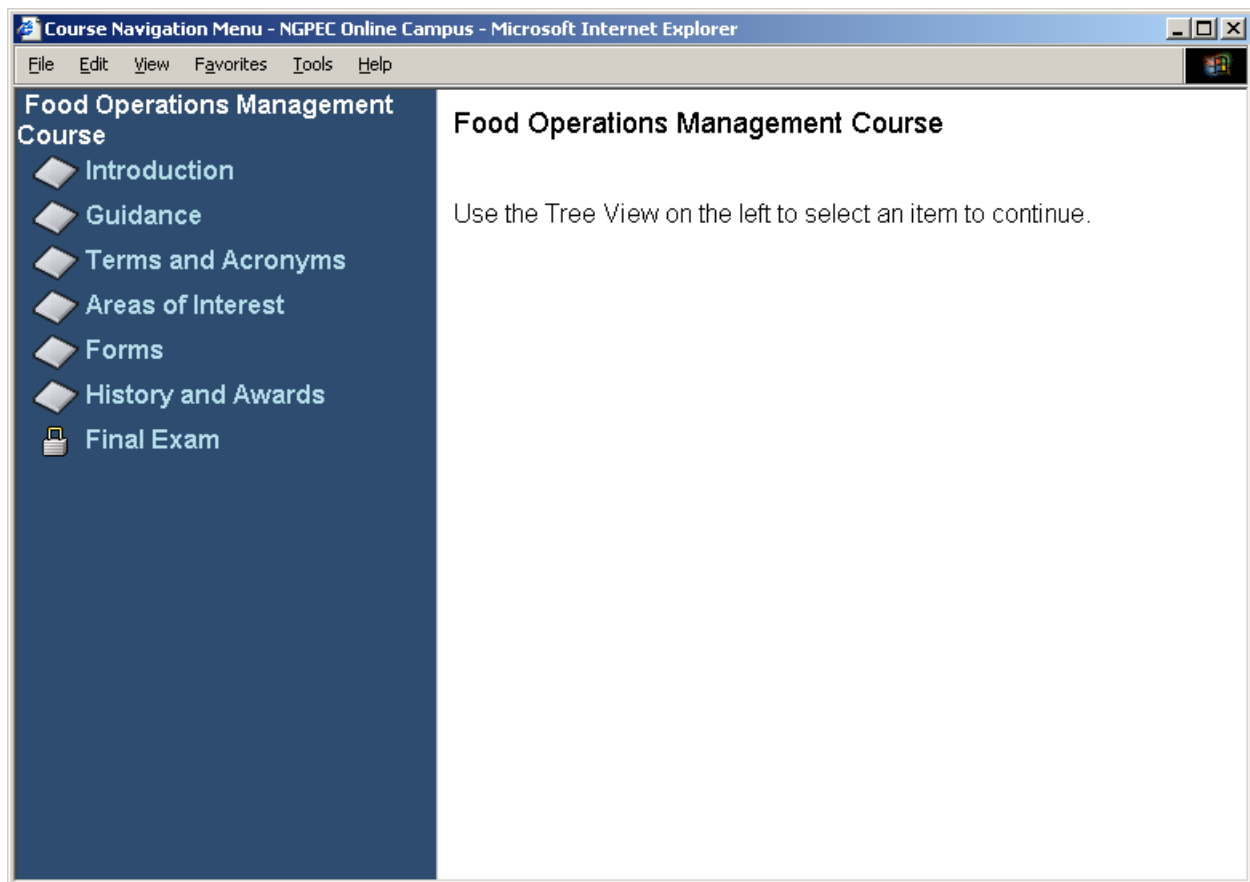 Course Navigation Menu - NGPEC Online Campus - Microsoft Internet Explorer
File Edit View Favorites Tools Help
Food Operations Management
Course
Introduction
Guidance
Terms and Acronyms
Areas of Interest
Forms
History and Awards
Final Exam
Food Operations Management Course
Use the Tree View on the left to select an item to continue.